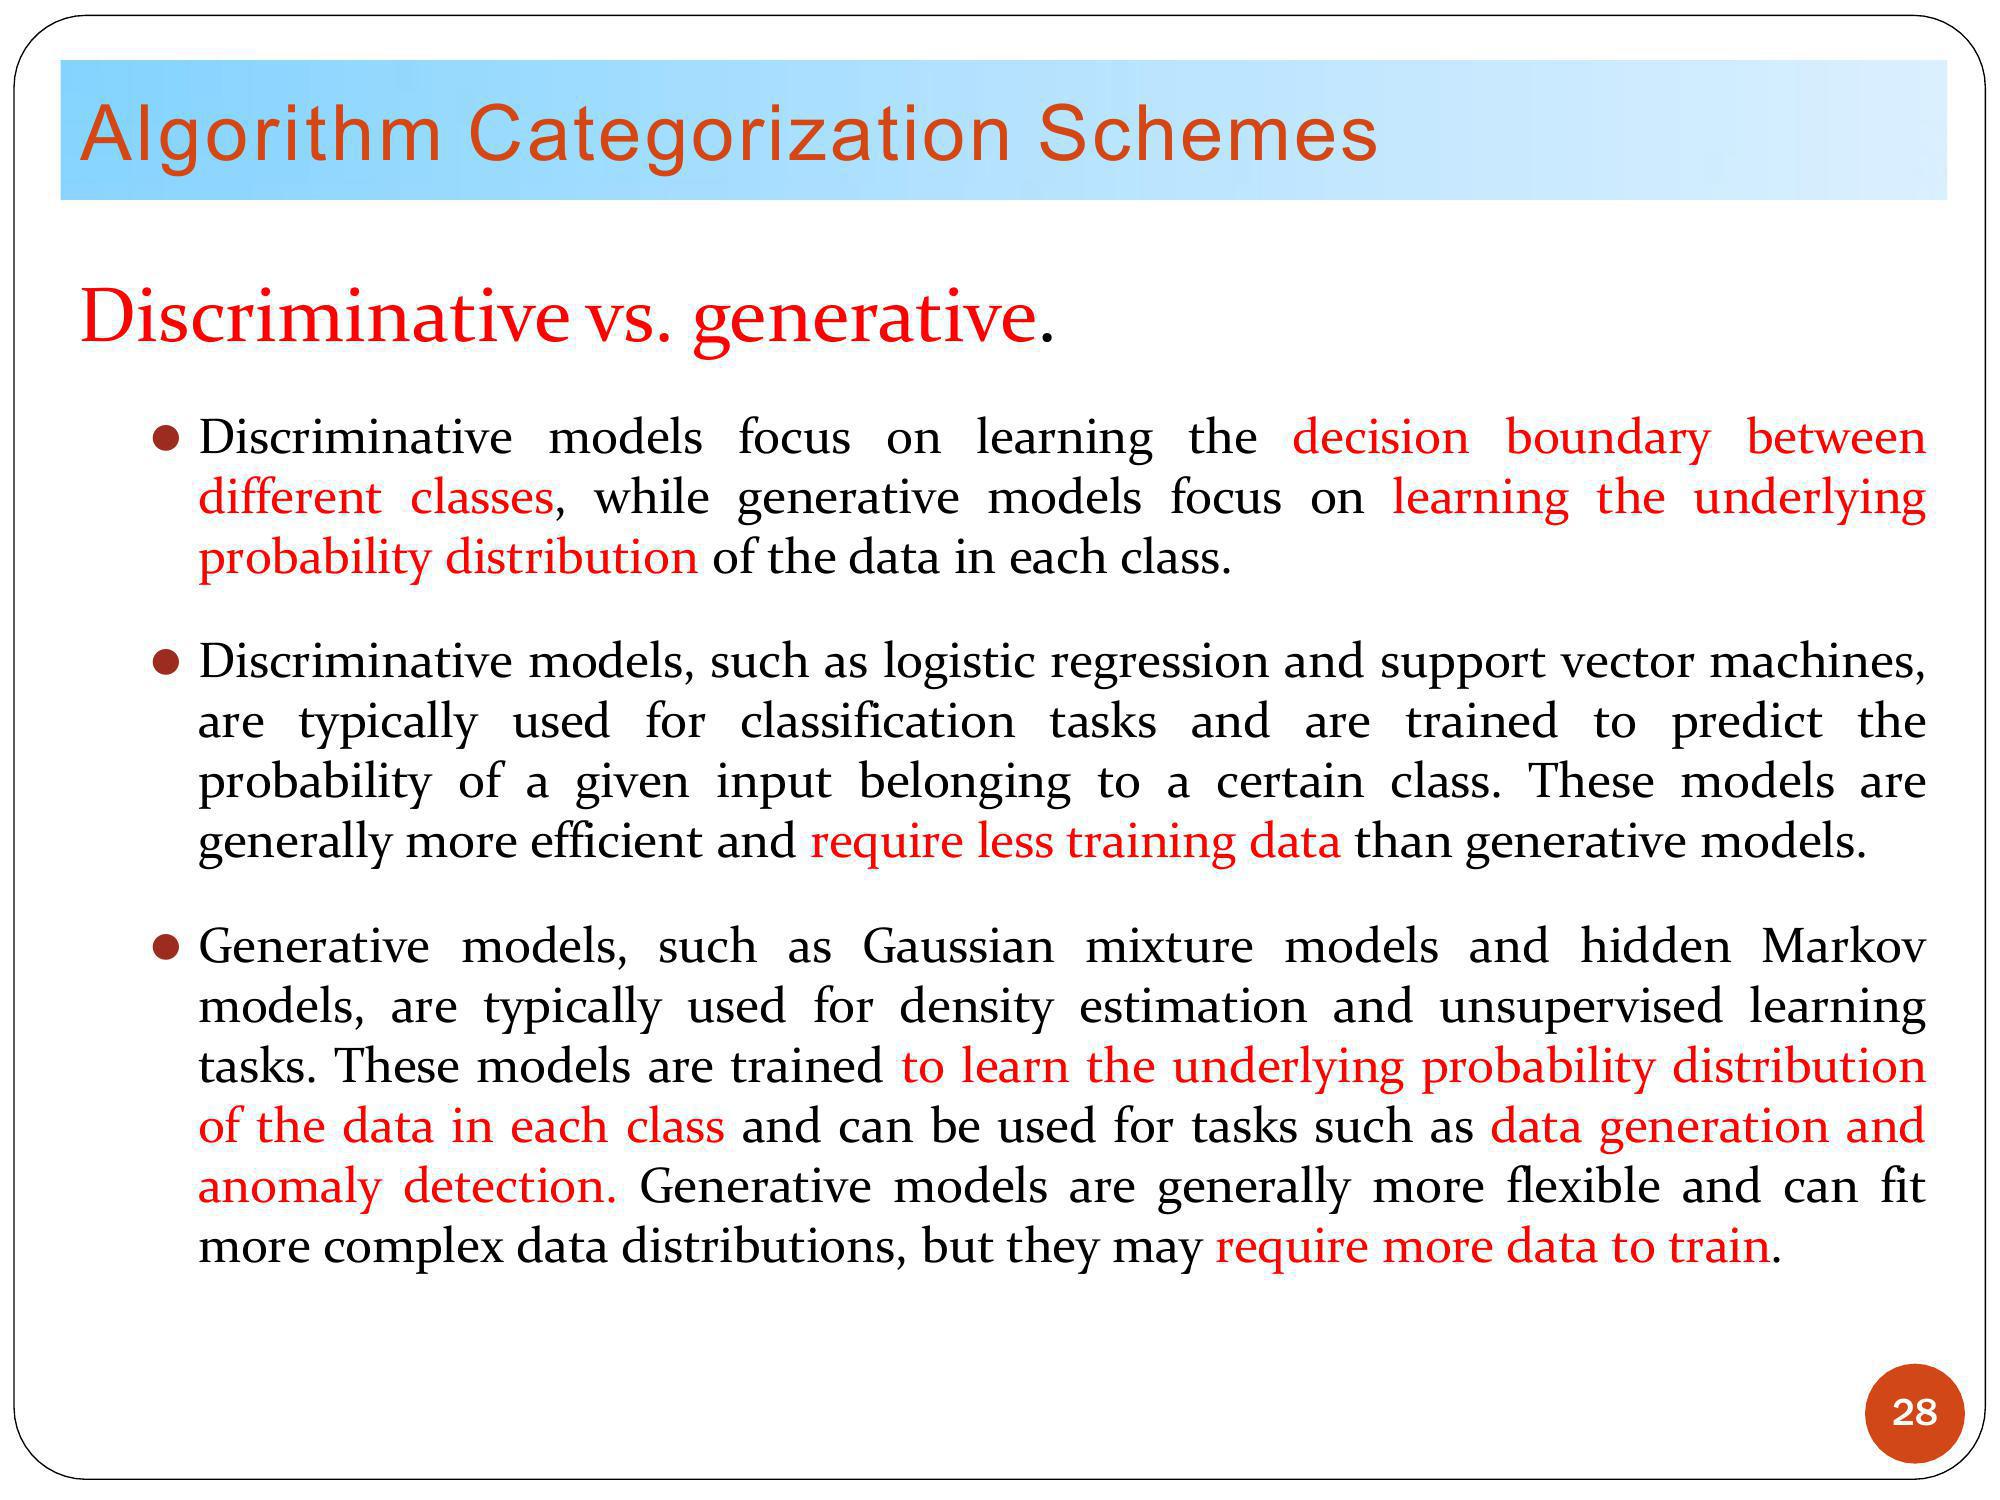 Algorithm Categorization Schemes
Discriminative vs. generative.
Discriminative models focus on learning the decision boundary between
different classes, while generative models focus on learning the underlying
probability distribution of the data in each class.
Discriminative models, such as logistic regression and support vector machines,
are typically used for classification tasks and are trained to predict the
probability of a given input belonging to a certain class. These models are
generally more efficient and require less training data than generative models.
Generative models, such as Gaussian mixture models and hidden Markov
models, are typically used for density estimation and unsupervised learning
tasks. These models are trained to learn the underlying probability distribution
of the data in each class and can be used for tasks such as data generation and
anomaly detection. Generative models are generally more flexible and can fit
more complex data distributions, but they may require more data to train.
28